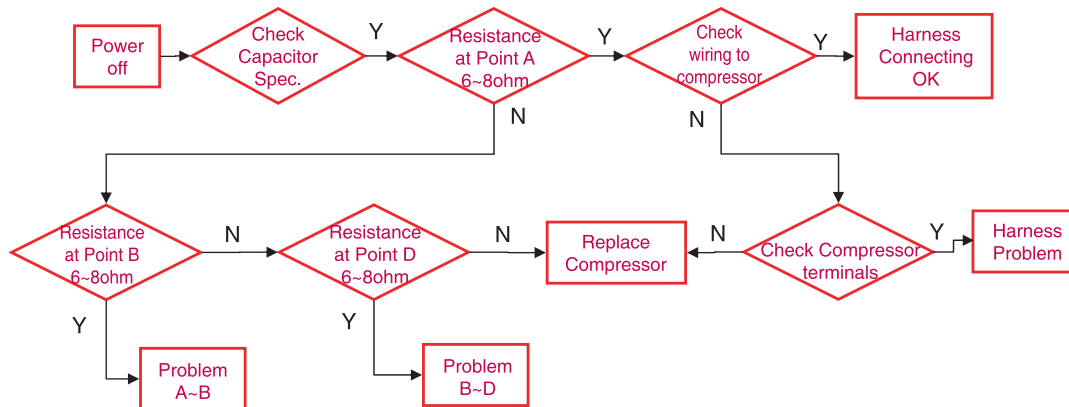 Power
off
Check
Capacitor
Spec.
Y
Resistance
at Point A
6~8ohm
Y
Check
wiring to
compressor
Y
Harness
Connecting
OK
N
N
Resistance
at Point B
6~8ohm
N
Resistance
at Point D
6~8ohm
N
Replace
Compressor
N
Check Compressor
terminals
Y
Harness
Problem
Y
Problem
A~B
Y
Problem
B~D